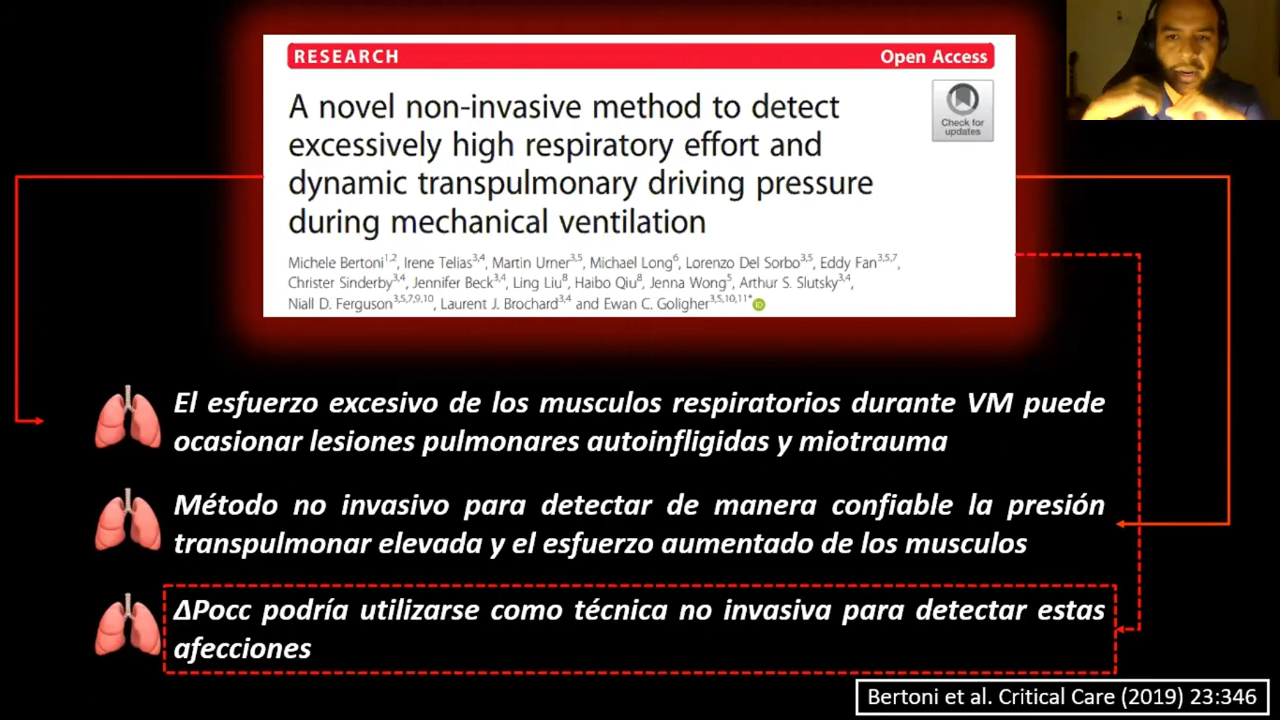 RESEARCH
Open Access
A novel non-invasive method to detect
excessively high respiratory effort and
dynamic transpulmonary driving pressure
during mechanical ventilation
Check for
updates
Michele Bertoni1,2, Irene Telias3,4, Martin Urner3,5, Michael Long6, Lorenzo Del Sorbo3,5, Eddy Fan3,5,7,
Christer Sinderby3,4, Jennifer Beck3,4, Ling Liu8, Haibo Qiu8, Jenna Wong5, Arthur S. Slutsky3,4,
Niall D. Ferguson3,5,7,9,10, Laurent J. Brochard3,4 and Ewan C. Goligher3,5,10,11*
iD
El esfuerzo excesivo de los musculos respiratorios durante VM puede
ocasionar lesiones pulmonares autoinfligidas y miotrauma
Método no invasivo para detectar de manera confiable la presión
transpulmonar elevada y el esfuerzo aumentado de los musculos
ΔPocc podría utilizarse como técnica no invasiva para detectar estas
afecciones
Bertoni et al. Critical Care (2019) 23:346